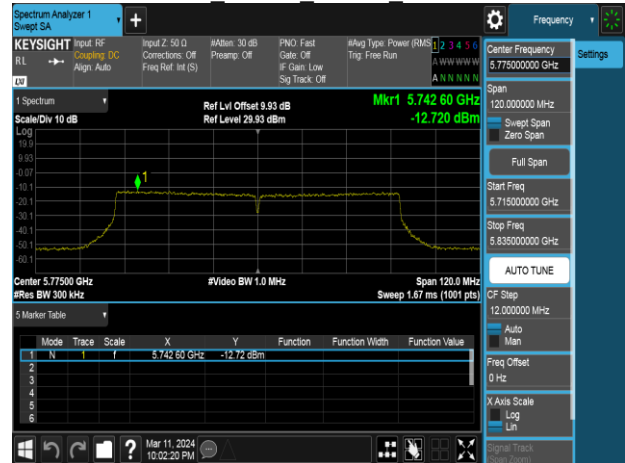 Spectrum Analyzer 1
Swept SA
Frequency
KEYSIGHT
RL
LXI
Input: RF
Coupling: DC
Align: Auto
Input Z: 50 Ω
Corrections: Off
Freq Ref: Int (S)
#Atten: 30 dB
Preamp: Off
PNO: Fast
Gate: Off
IF Gain: Low
Sig Track: Off
#Avg Type: Power (RMS
Trig: Free Run
1 2 3 4 5 6
A W W W W W
A N N N N N
Center Frequency
5.775000000 GHz
Settings
Span
120.000000 MHz
Swept Span
Zero Span
Full Span
Start Freq
5.715000000 GHz
Stop Freq
5.835000000 GHz
AUTO TUNE
CF Step
12.000000 MHz
Auto
Man
Freq Offset
0 Hz
X Axis Scale
Log
Lin
Signal Track
(Span Zoom)
1 Spectrum
Scale/Div 10 dB
Ref Lvl Offset 9.93 dB
Ref Level 29.93 dBm
Mkr1 5.742 60 GHz
-12.720 dBm
Log
19.9
9.93
-0.07
-10.1
-20.1
-30.1
-40.1
-50.1
-60.1
1
Center 5.77500 GHz
#Video BW 1.0 MHz
Span 120.0 MHz
#Res BW 300 kHz
Sweep 1.67 ms (1001 pts)
5 Marker Table
Mode Trace Scale X Y Function Function Width Function Value
1 N 1 f 5.742 60 GHz -12.72 dBm
2
3
4
5
6
?
Mar 11, 2024
10:02:20 PM